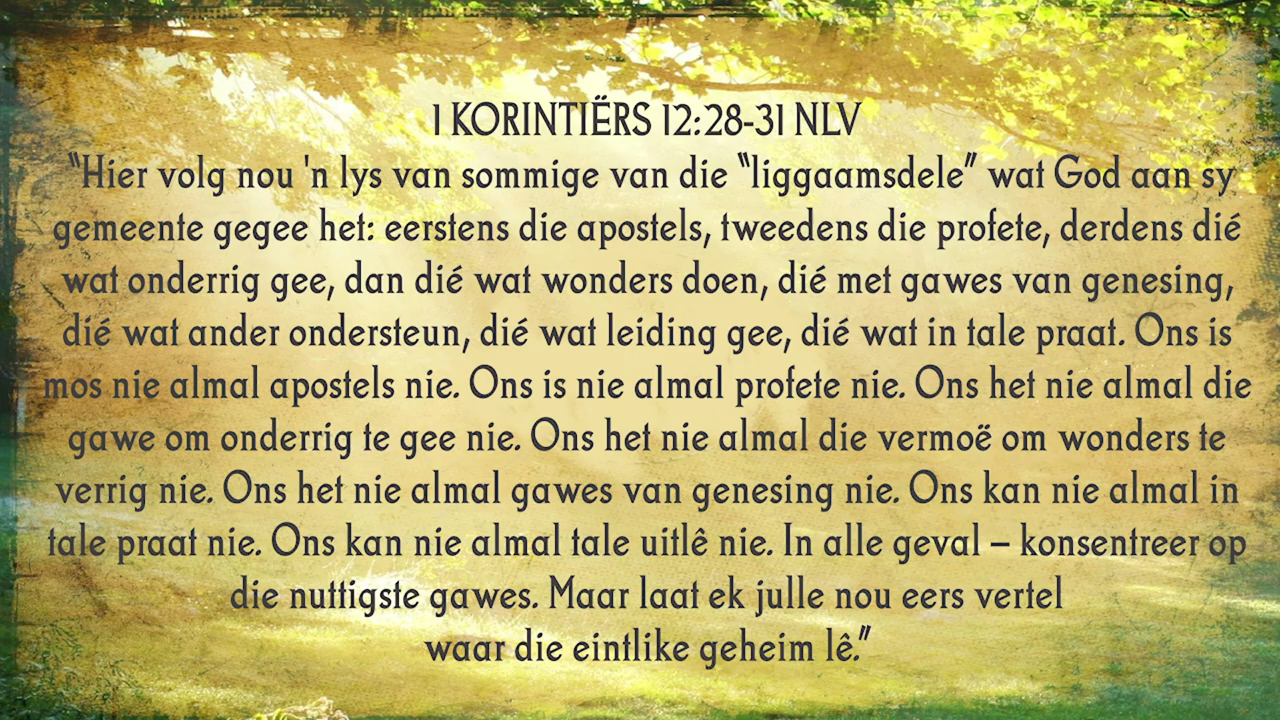 1 KORINTIËRS 12:28-31 NLV
“Hier volg nou 'n lys van sommige van die “liggaamsdele” wat God aan sy
gemeente gegee het: eerstens die apostels, tweedens die profete, derdens dié
wat onderrig gee, dan dié wat wonders doen, dié met gawes van genesing,
dié wat ander ondersteun, dié wat leiding gee, dié wat in tale praat. Ons is
mos nie almal apostels nie. Ons is nie almal profete nie. Ons het nie almal die
gawe om onderrig te gee nie. Ons het nie almal die vermoë om wonders te
verrig nie. Ons het nie almal gawes van genesing nie. Ons kan nie almal in
tale praat nie. Ons kan nie almal tale uitlê nie. In alle geval – konsentreer op
die nuttigste gawes. Maar laat ek julle nou eers vertel
waar die eintlike geheim lê.”